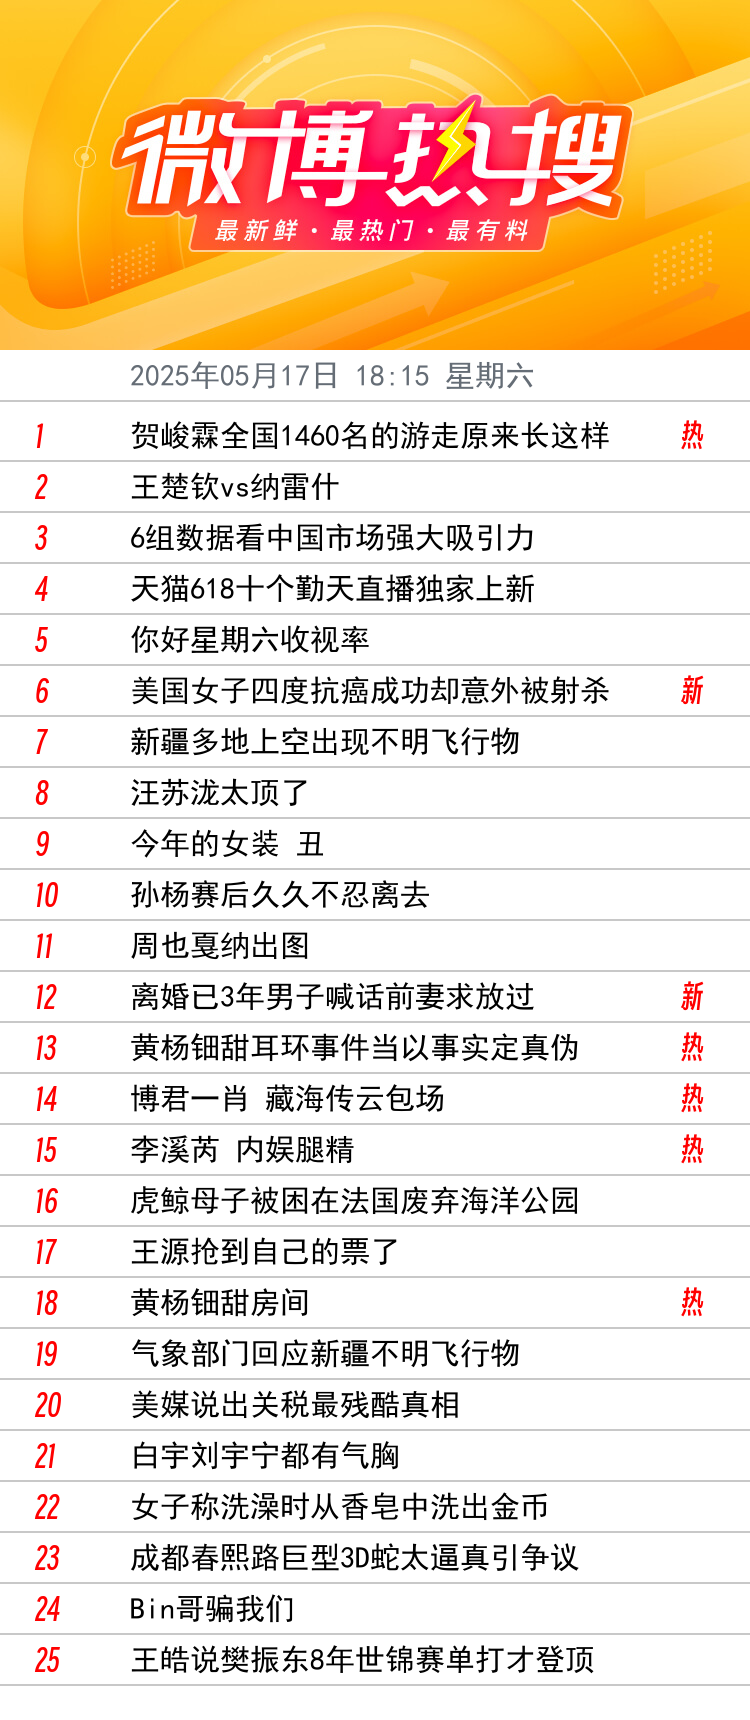 微博热搜
最新鲜·最热门·最有料
2025年05月17日 18:15 星期六
1 贺峻霖全国1460名的游走原来长这样 热
2 王楚钦vs纳雷什
3 6组数据看中国市场强大吸引力
4 天猫618十个勤天直播独家上新
5 你好星期六收视率
6 美国女子四度抗癌成功却意外被射杀 新
7 新疆多地上空出现不明飞行物
8 汪苏泷太顶了
9 今年的女装 丑
10 孙杨赛后久久不忍离去
11 周也戛纳出图
12 离婚已3年男子喊话前妻求放过 新
13 黄杨钿甜耳环事件当以事实定真伪 热
14 博君一肖 藏海传云包场 热
15 李溪芮 内娱腿精 热
16 虎鲸母子被困在法国废弃海洋公园
17 王源抢到自己的票了
18 黄杨钿甜房间 热
19 气象部门回应新疆不明飞行物
20 美媒说出关税最残酷真相
21 白宇刘宇宁都有气胸
22 女子称洗澡时从香皂中洗出金币
23 成都春熙路巨型3D蛇太逼真引争议
24 Bin哥骗我们
25 王皓说樊振东8年世锦赛单打才登顶